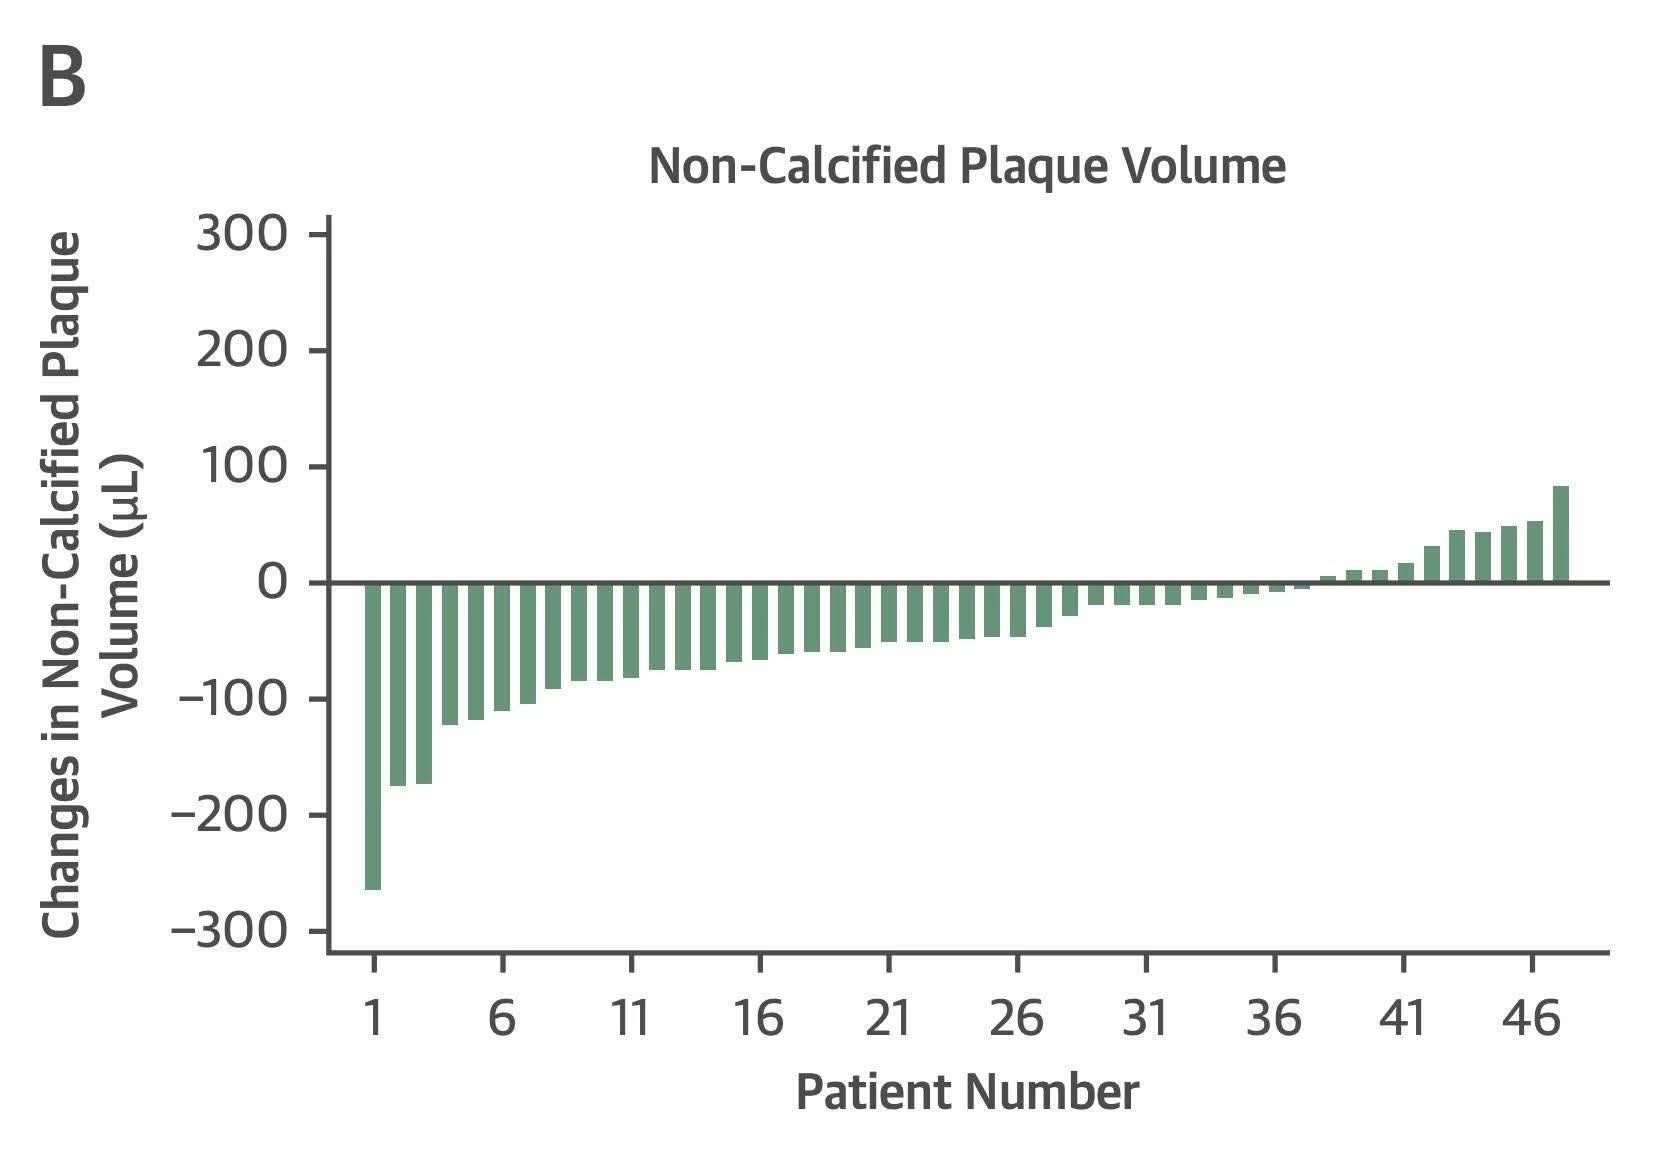 B
Non-Calcified Plaque Volume
Changes in Non-Calcified Plaque
Volume (μL)
300
200
100
0
−100
−200
−300
1 6 11 16 21 26 31 36 41 46
Patient Number